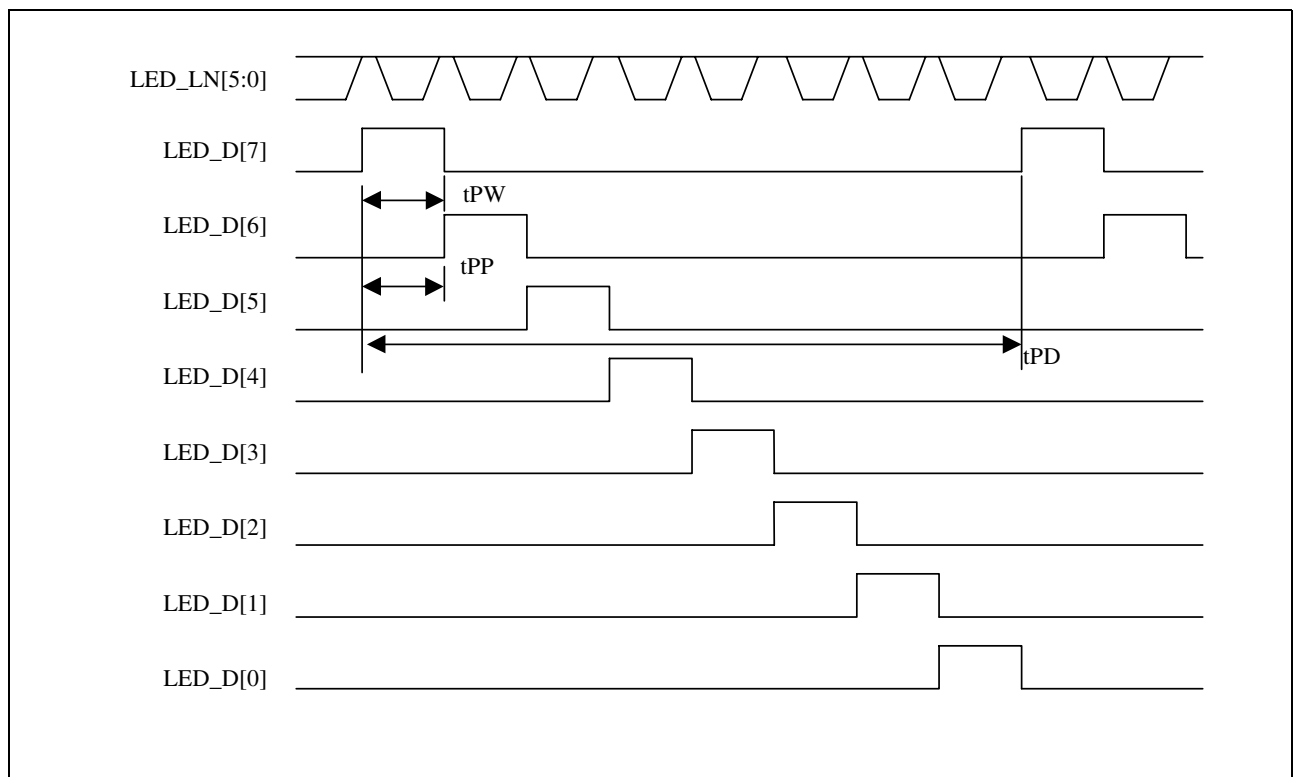 LED_LN[5:0]
LED_D[7]
tPW
LED_D[6]
tPP
LED_D[5]
tPD
LED_D[4]
LED_D[3]
LED_D[2]
LED_D[1]
LED_D[0]